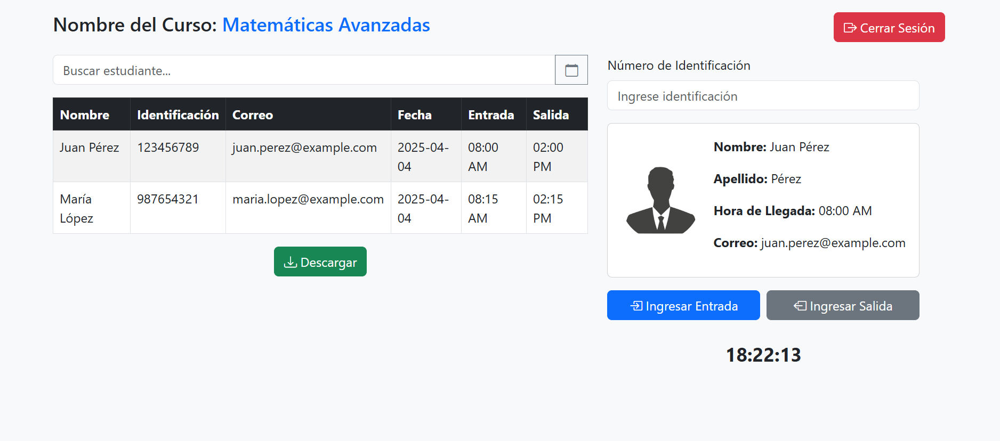 Nombre del Curso: Matemáticas Avanzadas
Cerrar Sesión
Buscar estudiante...
Nombre Identificación Correo Fecha Entrada Salida
Juan Pérez 123456789 juan.perez@example.com 2025-04-04 08:00 AM 02:00 PM
María López 987654321 maria.lopez@example.com 2025-04-04 08:15 AM 02:15 PM
Descargar
Número de Identificación
Ingrese identificación
Nombre: Juan Pérez
Apellido: Pérez
Hora de Llegada: 08:00 AM
Correo: juan.perez@example.com
Ingresar Entrada
Ingresar Salida
18:22:13